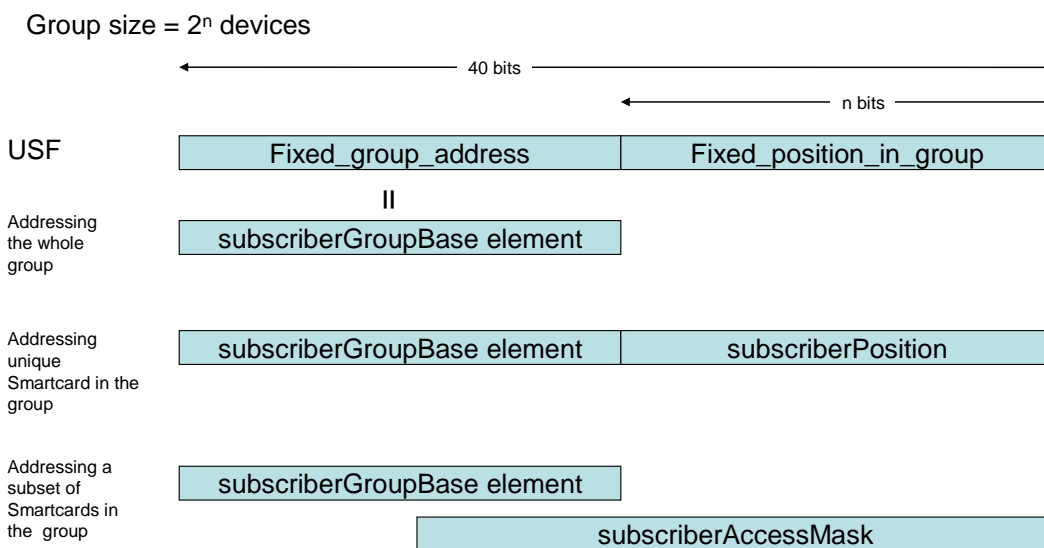 Group size = 2ⁿ devices
40 bits
n bits
USF
Fixed_group_address
Fixed_position_in_group
=
Addressing
the whole
group
subscriberGroupBase element
Addressing
unique
Smartcard in the
group
subscriberGroupBase element
subscriberPosition
Addressing a
subset of
Smartcards in
the group
subscriberGroupBase element
subscriberAccessMask